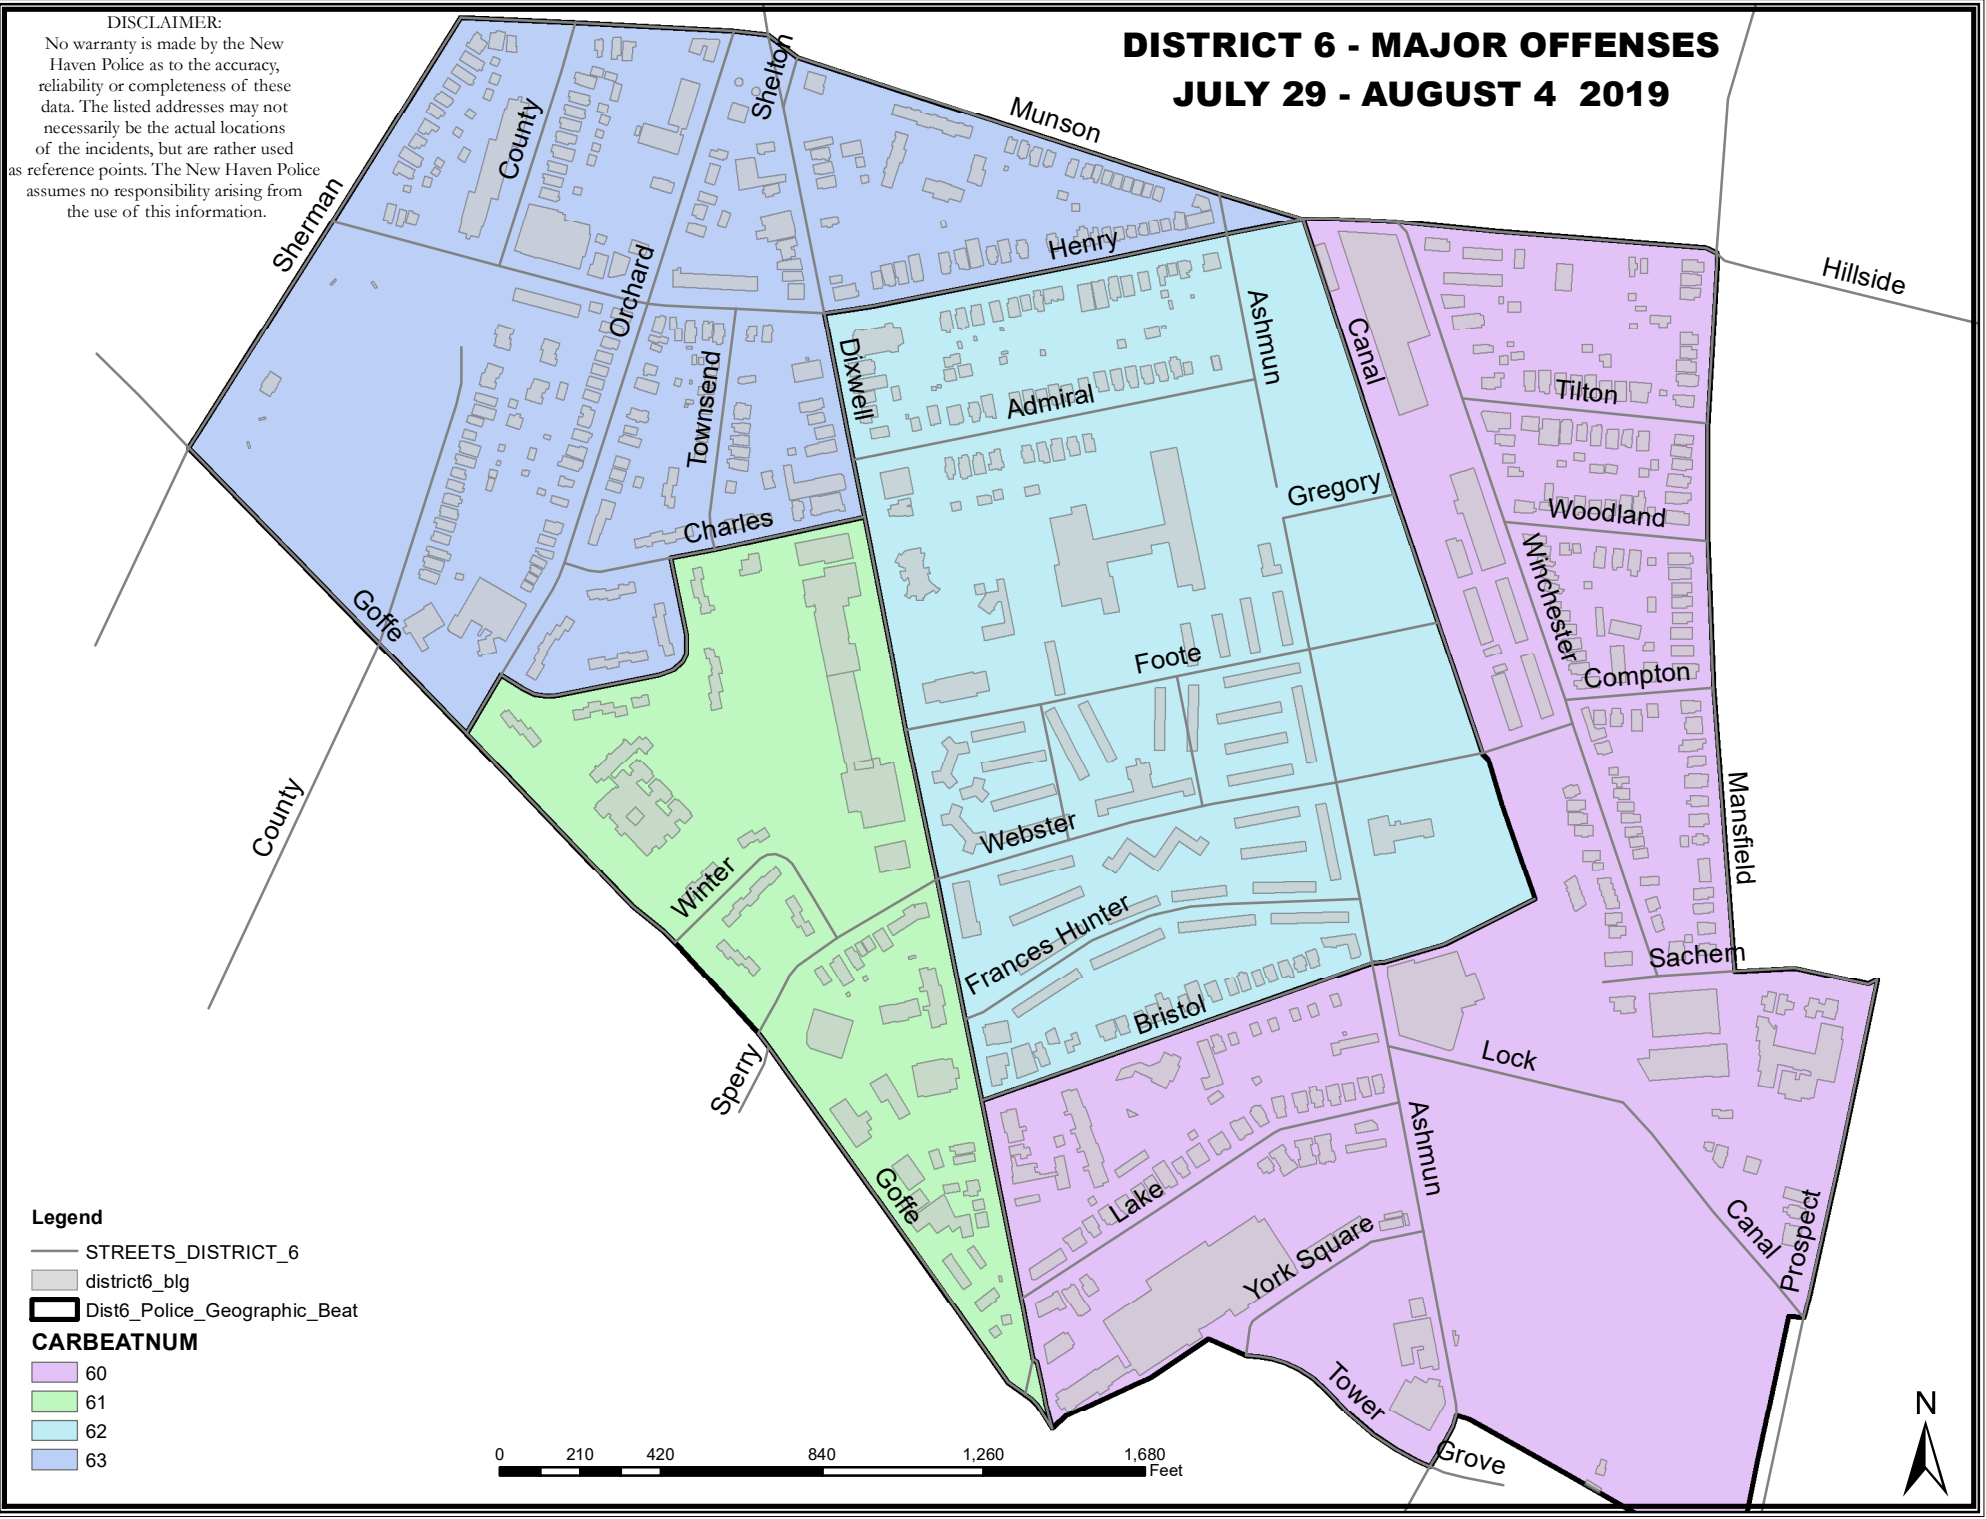 DISCLAIMER:
No warranty is made by the New
Haven Police as to the accuracy,
reliability or completeness of these
data. The listed addresses may not
necessarily be the actual locations
of the incidents, but are rather used
as reference points. The New Haven Police
assumes no responsibility arising from
the use of this information.
DISTRICT 6 - MAJOR OFFENSES
JULY 29 - AUGUST 4 2019
Shelton
Munson
County
Sherman
Henry
Hillside
Orchard
Ashmun
Canal
Dixwell
Townsend
Admiral
Tilton
Gregory
Charles
Woodland
Winchester
Goffe
Foote
Compton
County
Webster
Mansfield
Winter
Frances Hunter
Sachem
Bristol
Sperry
Lock
Ashmun
Goffe
Lake
York Square
Canal
Prospect
Tower
Grove
Legend
STREETS_DISTRICT_6
district6_blg
Dist6_Police_Geographic_Beat
CARBEATNUM
60
61
62
63
0 210 420 840 1,260 1,680
Feet
N